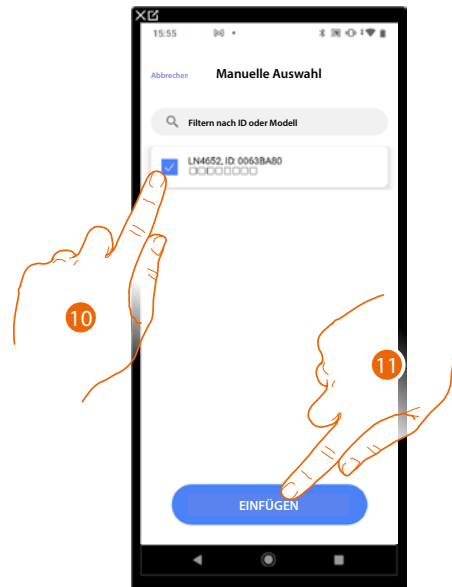 15:55
Abbrechen Manuelle Auswahl
Filtern nach ID oder Modell
LN4652, ID: 0063BA80
10
11
EINFÜGEN